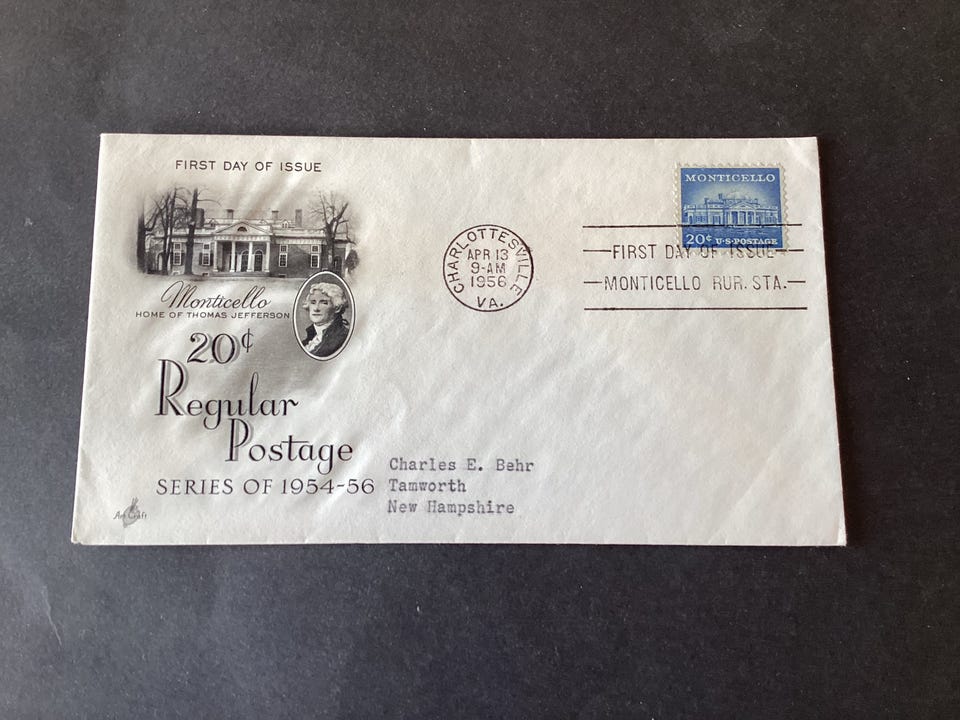 FIRST DAY OF ISSUE
Monticello
HOME OF THOMAS JEFFERSON
20¢
Regular
Postage
SERIES OF 1954-56
Art Craft
CHARLOTTESVILLE
APR 13
9-AM
1956
VA.
MONTICELLO
20¢ U·S·POSTAGE
FIRST DAY OF ISSUE
MONTICELLO RUR. STA.
Charles E. Behr
Tamworth
New Hampshire